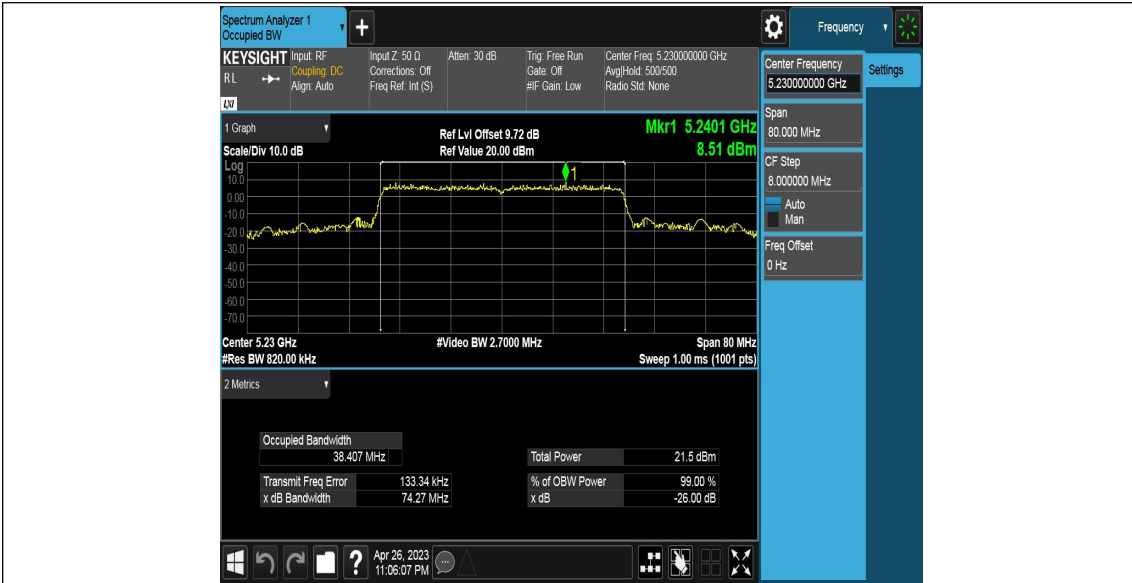 Spectrum Analyzer 1
Occupied BW
+
Frequency
KEYSIGHT
R L
LXI
Input: RF
Coupling: DC
Align: Auto
Input Z: 50 Ω
Corrections: Off
Freq Ref: Int (S)
Atten: 30 dB
Trig: Free Run
Gate: Off
#IF Gain: Low
Center Freq: 5.230000000 GHz
Avg|Hold: 500/500
Radio Std: None
Center Frequency
5.230000000 GHz
Settings
Span
80.000 MHz
CF Step
8.000000 MHz
Auto
Man
Freq Offset
0 Hz
1 Graph
Scale/Div 10.0 dB
Ref Lvl Offset 9.72 dB
Ref Value 20.00 dBm
Mkr1 5.2401 GHz
8.51 dBm
Log
1
10.0
0.00
-10.0
-20.0
-30.0
-40.0
-50.0
-60.0
-70.0
Center 5.23 GHz
#Video BW 2.7000 MHz
Span 80 MHz
#Res BW 820.00 kHz
Sweep 1.00 ms (1001 pts)
2 Metrics
Occupied Bandwidth
38.407 MHz
Total Power 21.5 dBm
Transmit Freq Error 133.34 kHz
% of OBW Power 99.00 %
x dB Bandwidth 74.27 MHz
x dB -26.00 dB
?
Apr 26, 2023
11:06:07 PM